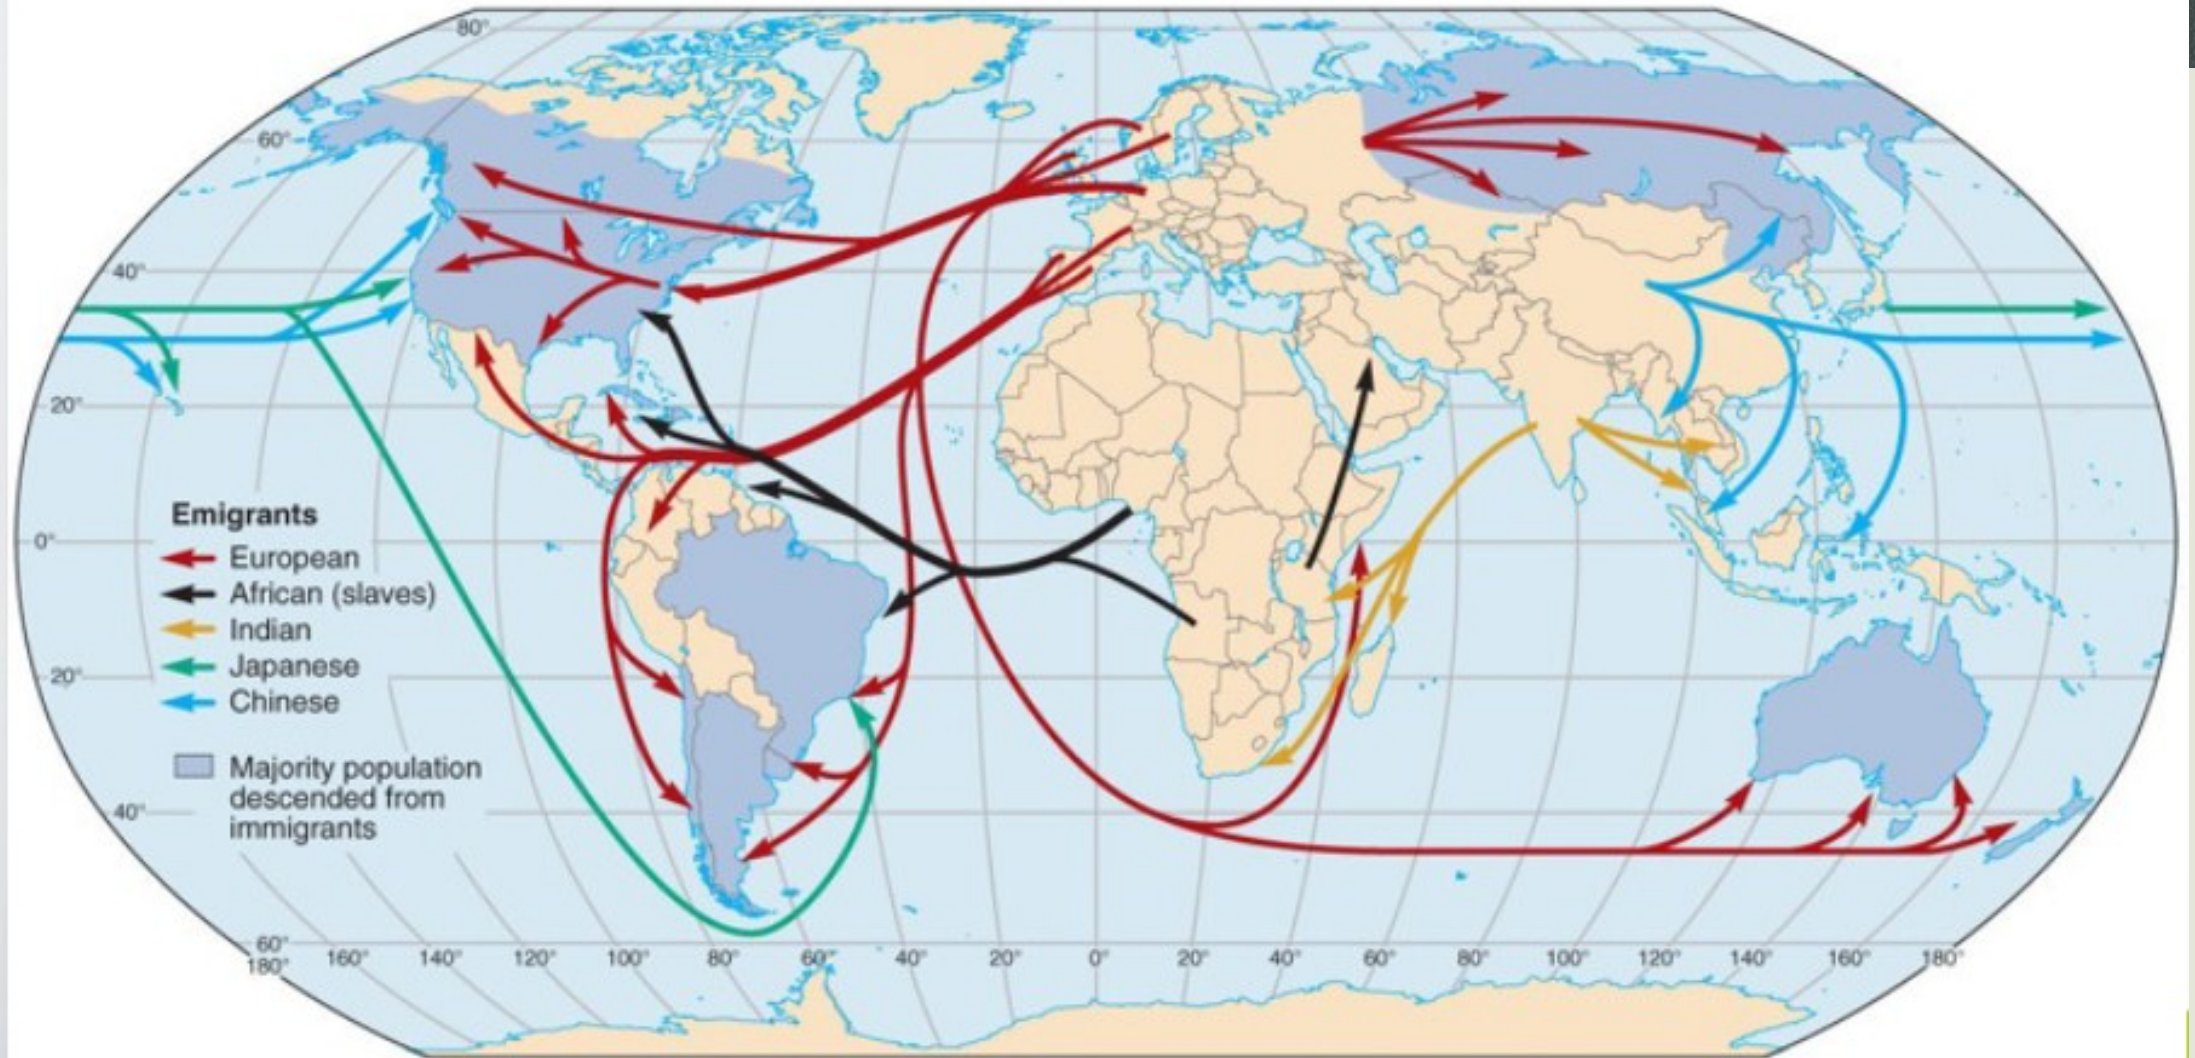 80°
60°
40°
20°
0°
Emigrants
European
African (slaves)
Indian
Japanese
Chinese
20°
Majority population
descended from
immigrants
40°
60°
180° 160° 140° 120° 100° 80° 60° 40° 20° 0° 20° 40° 60° 80° 100° 120° 140° 160° 180°